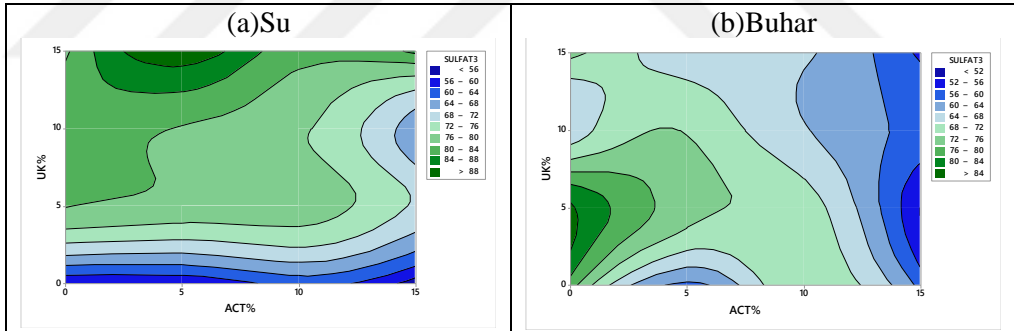 (a)Su
15
10
5
0
UK%
0
5
10
15
ACT%
SULFAT3
< 56
56 – 60
60 – 64
64 – 68
68 – 72
72 – 76
76 – 80
80 – 84
84 – 88
> 88
(b)Buhar
15
10
5
0
UK%
0
5
10
15
ACT%
SULFAT3
< 52
52 – 56
56 – 60
60 – 64
64 – 68
68 – 72
72 – 76
76 – 80
80 – 84
> 84